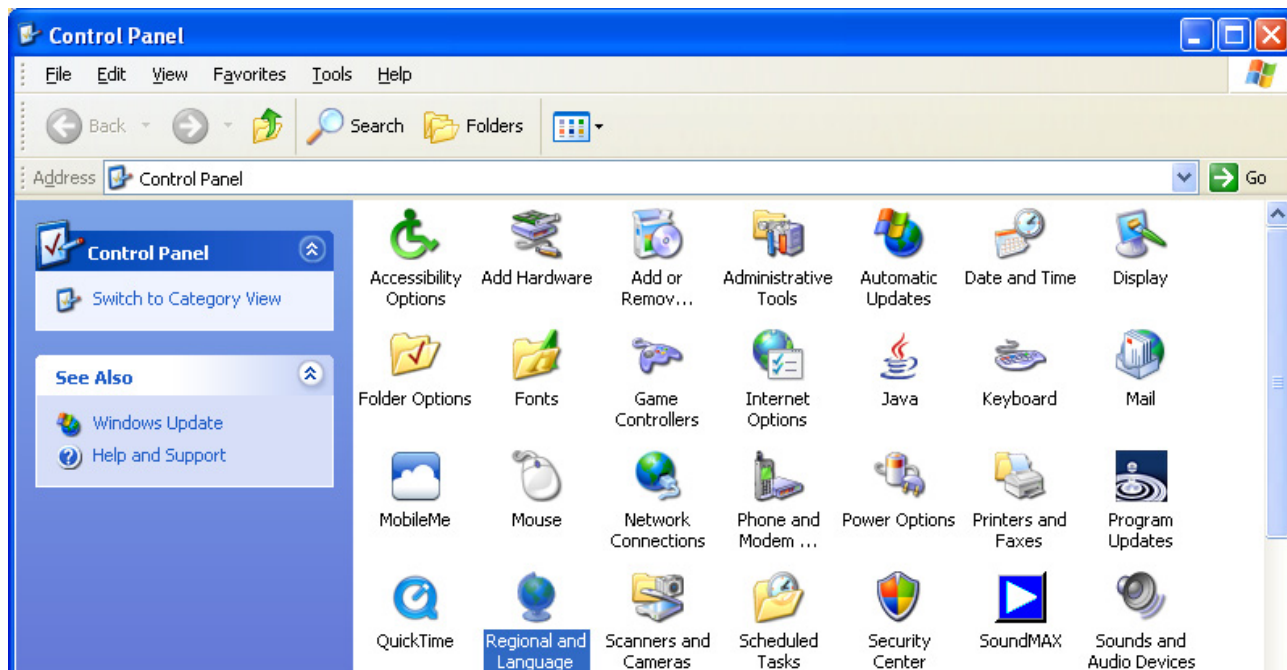 Control Panel
File Edit View Favorites Tools Help
Back Search Folders
Address Control Panel Go
Control Panel
Switch to Category View
See Also
Windows Update
Help and Support
Accessibility
Options
Add Hardware
Add or
Remov...
Administrative
Tools
Automatic
Updates
Date and Time
Display
Folder Options
Fonts
Game
Controllers
Internet
Options
Java
Keyboard
Mail
MobileMe
Mouse
Network
Connections
Phone and
Modem ...
Power Options
Printers and
Faxes
Program
Updates
QuickTime
Regional and
Language
Scanners and
Cameras
Scheduled
Tasks
Security
Center
SoundMAX
Sounds and
Audio Devices